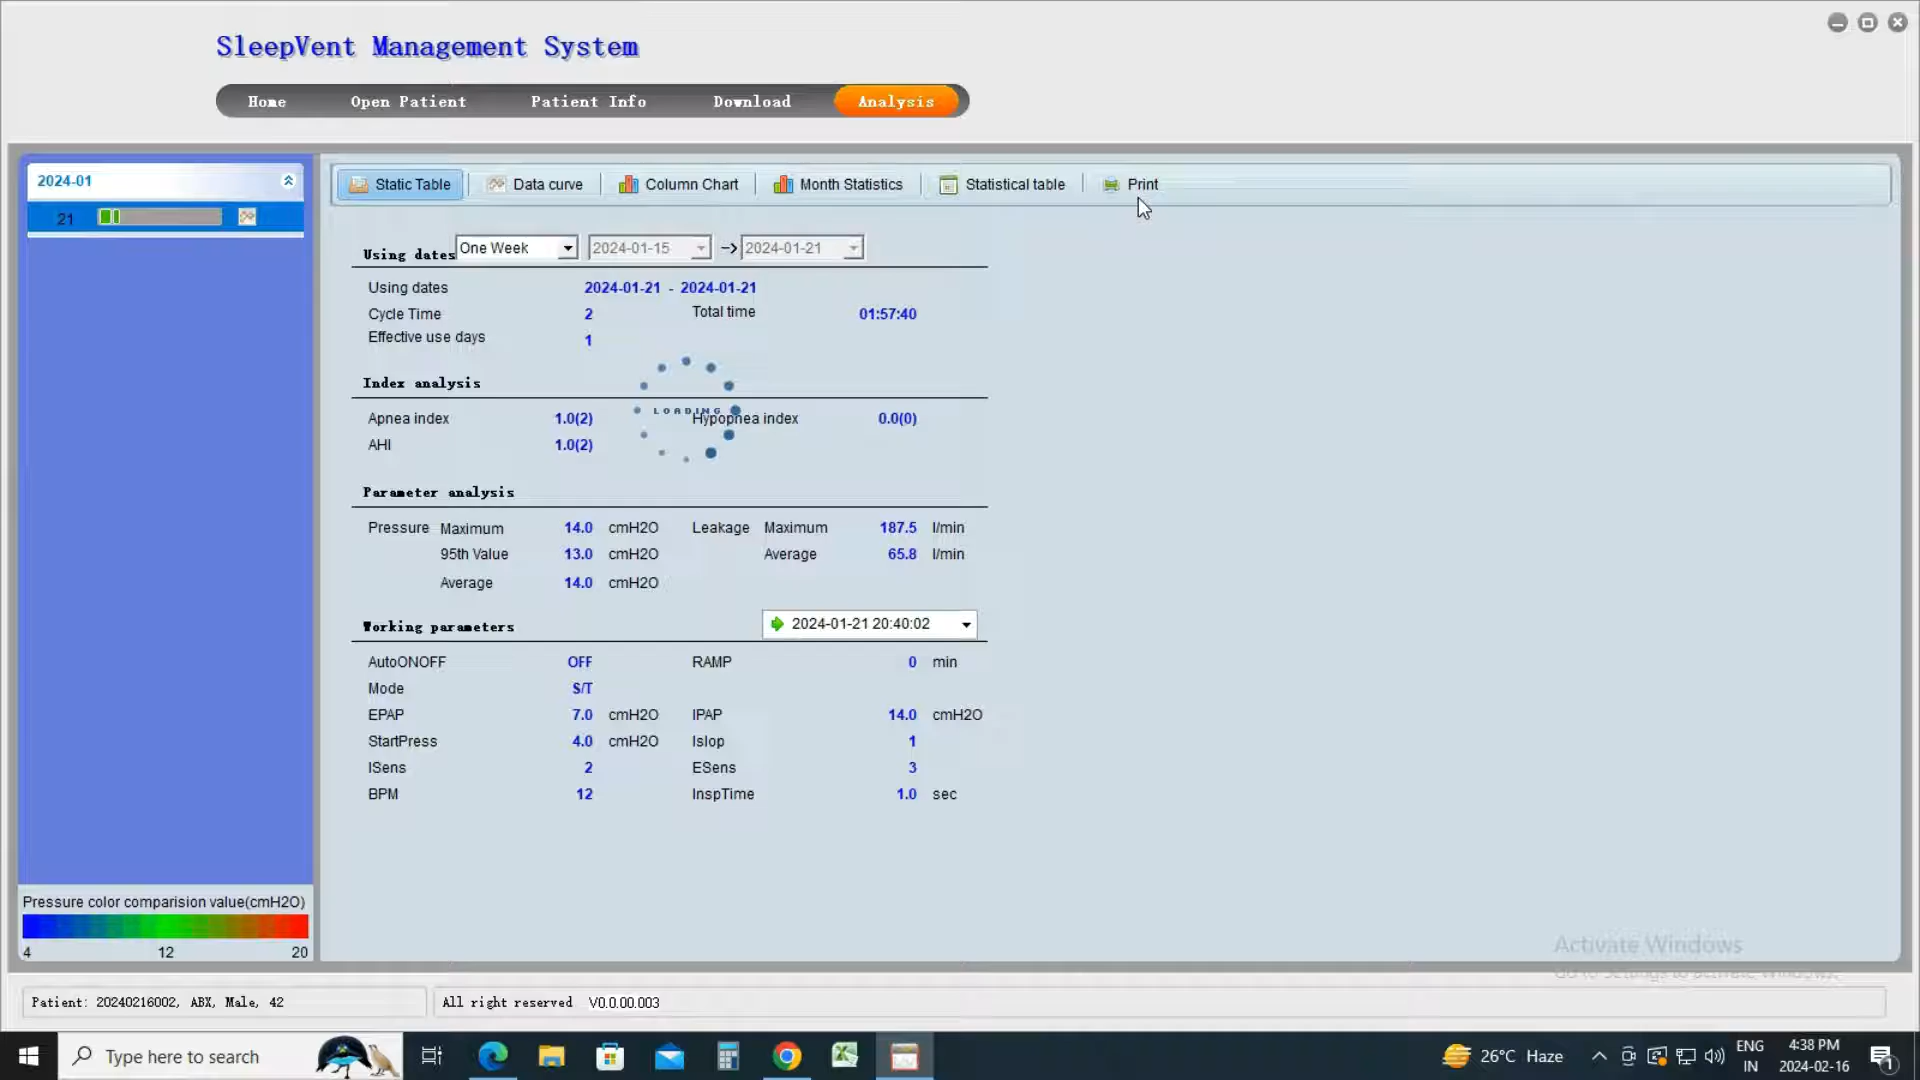 SleepVent Management System
Home Open Patient Patient Info Download Analysis
2024-01
21
Static Table Data curve Column Chart Month Statistics Statistical table Print
Using dates One Week 2024-01-15 -> 2024-01-21
Using dates 2024-01-21 - 2024-01-21
Cycle Time 2 Total time 01:57:40
Effective use days 1
Index analysis
LOADING
Apnea index 1.0(2) Hypopnea index 0.0(0)
AHI 1.0(2)
Parameter analysis
Pressure Maximum 14.0 cmH2O Leakage Maximum 187.5 l/min
95th Value 13.0 cmH2O Average 65.8 l/min
Average 14.0 cmH2O
Working parameters 2024-01-21 20:40:02
AutoONOFF OFF RAMP 0 min
Mode S/T
EPAP 7.0 cmH2O IPAP 14.0 cmH2O
StartPress 4.0 cmH2O Islop 1
ISens 2 ESens 3
BPM 12 InspTime 1.0 sec
Pressure color comparision value(cmH2O)
4 12 20
Activate Windows
Go to Settings to activate Windows.
Patient: 20240216002, ABX, Male, 42
All right reserved V0.0.00.003
Type here to search
26°C Haze
ENG
IN
4:38 PM
2024-02-16
1